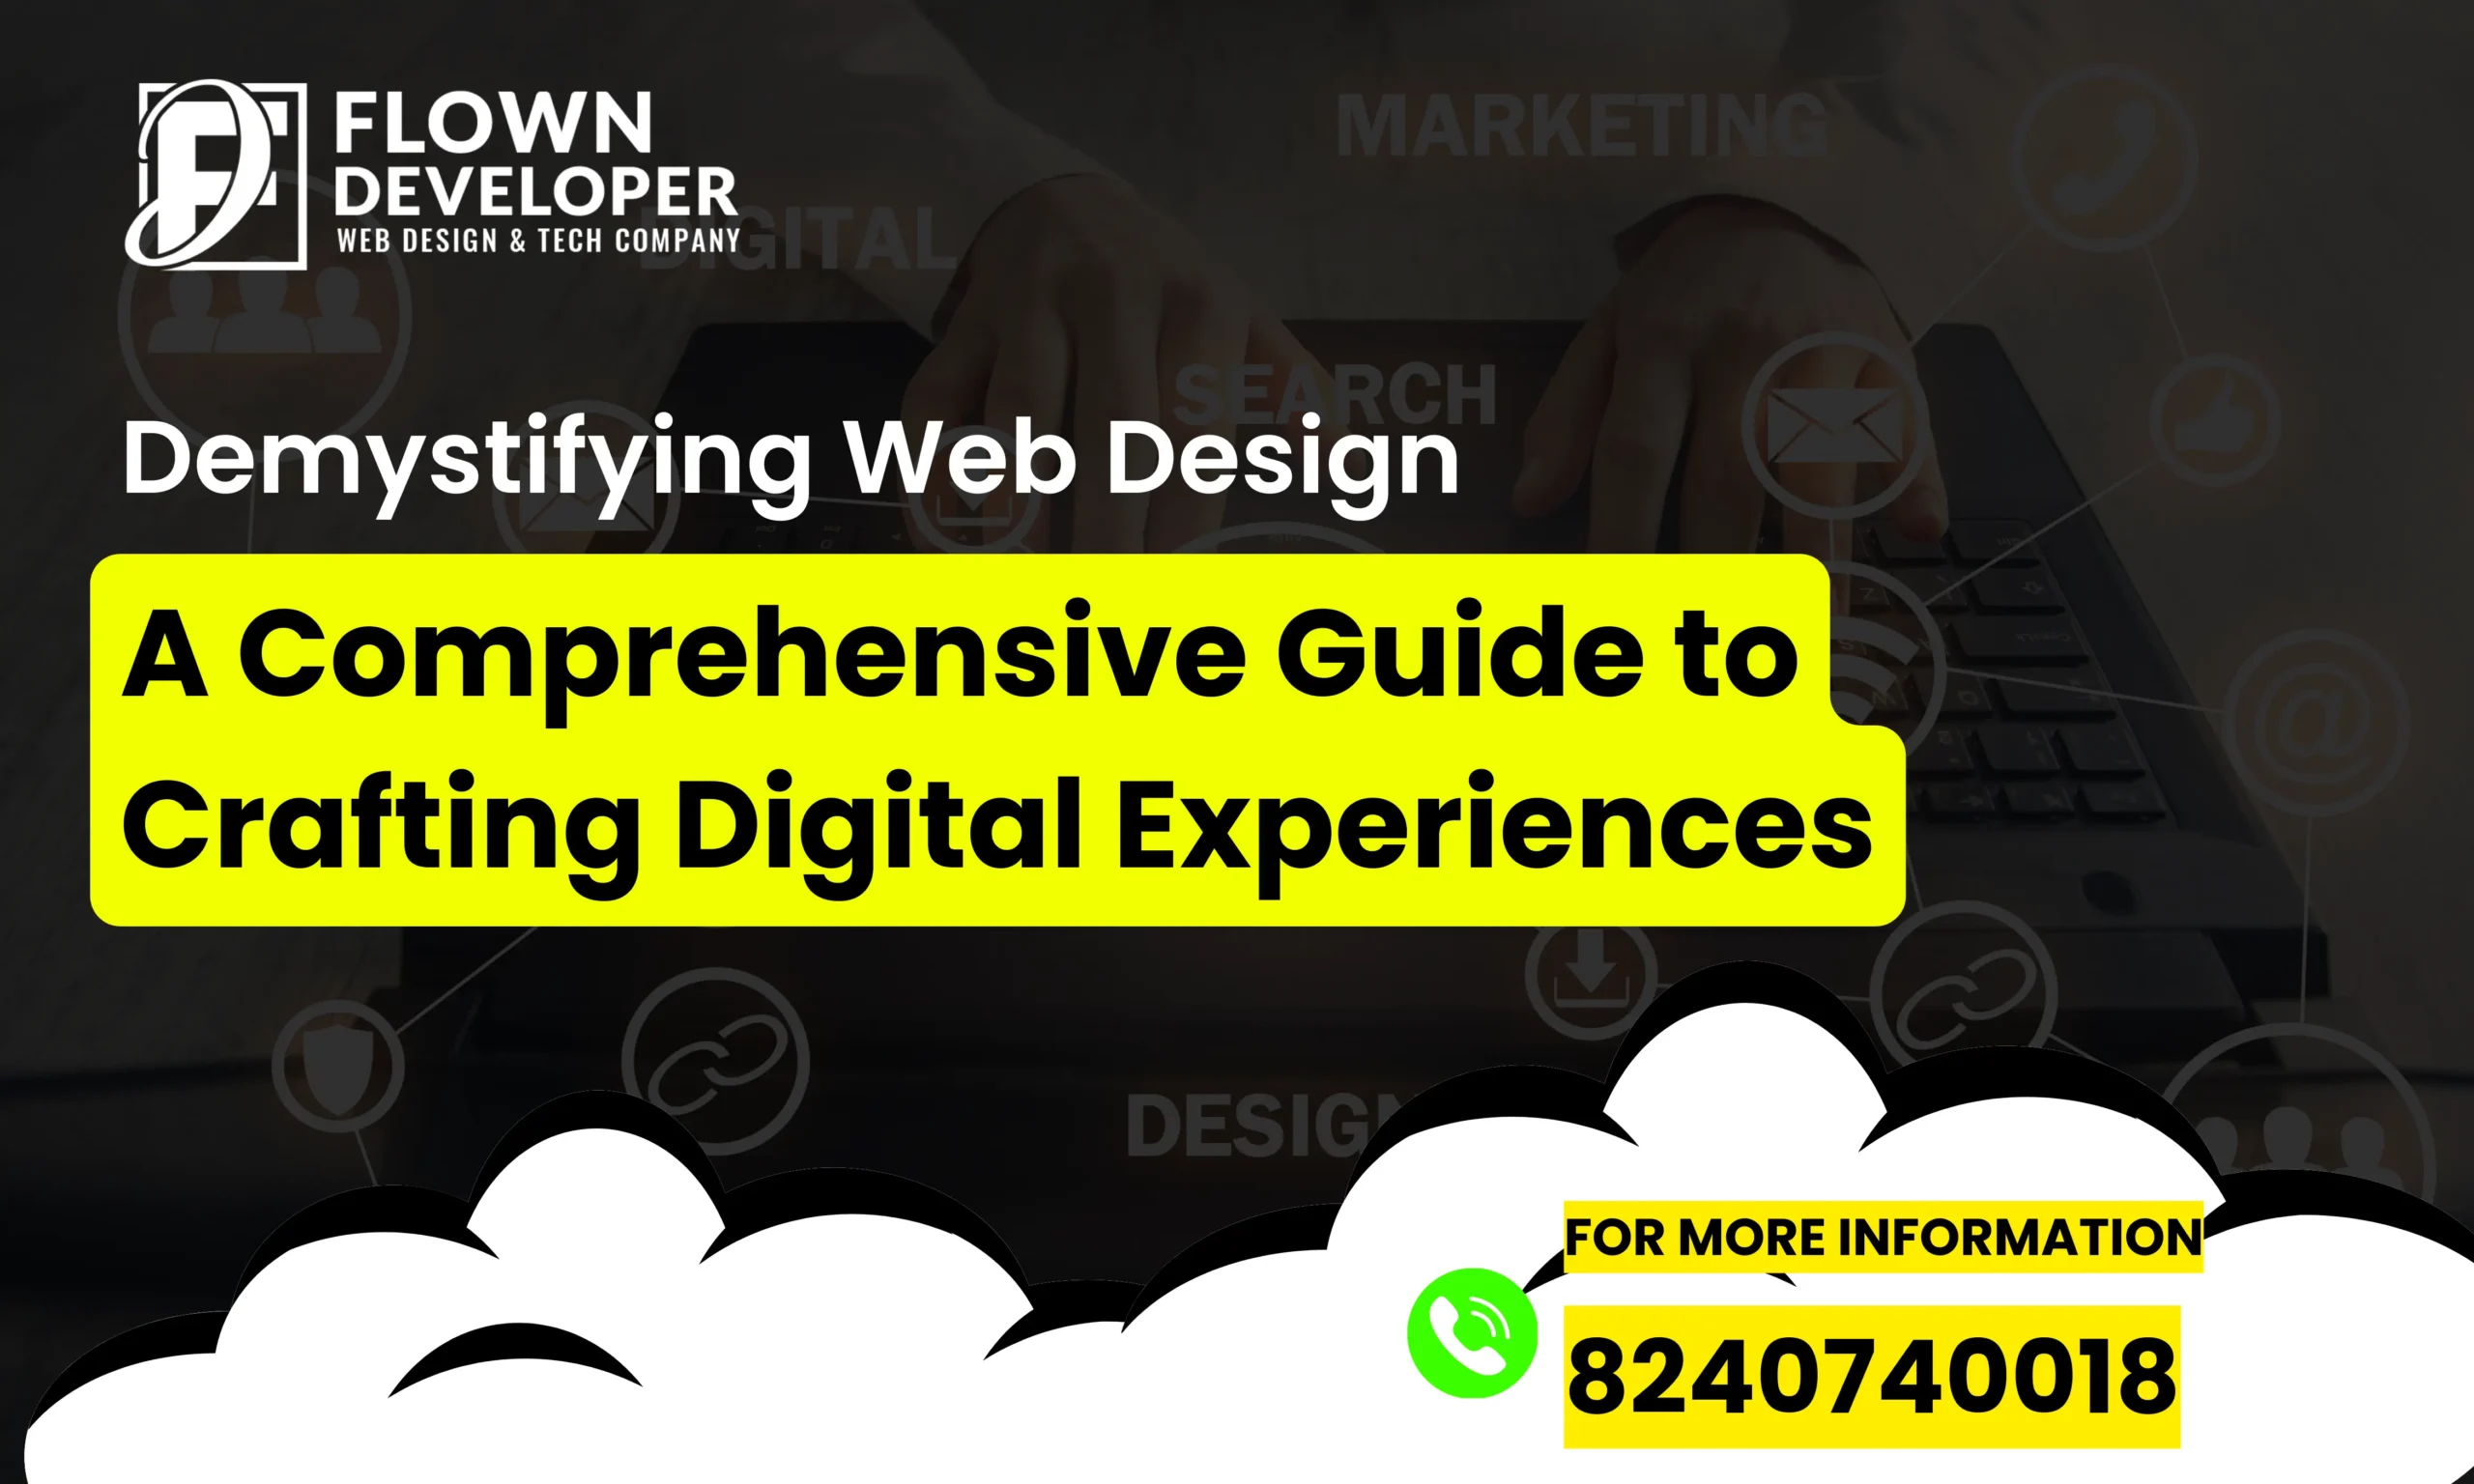 FLOWN
DEVELOPER
WEB DESIGN & TECH COMPANY
MARKETING
DIGITAL
SEARCH
Demystifying Web Design
A Comprehensive Guide to
Crafting Digital Experiences
DESIGN
FOR MORE INFORMATION
8240740018